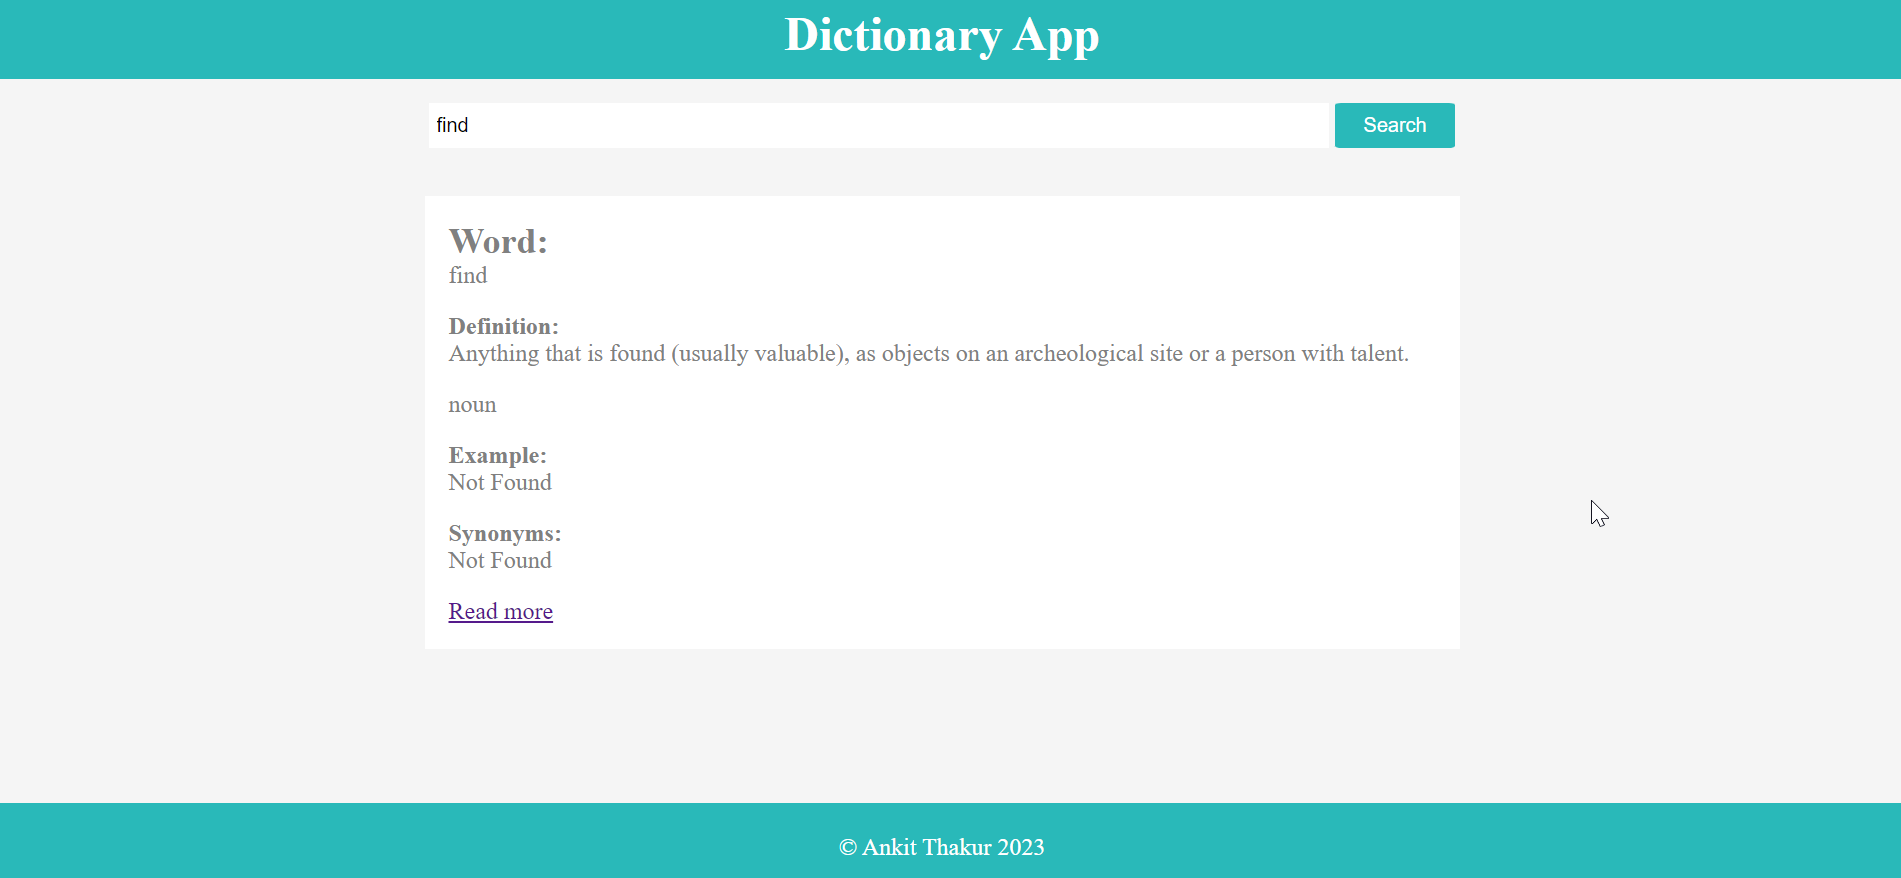 Dictionary App
find
Search
Word:
find
Definition:
Anything that is found (usually valuable), as objects on an archeological site or a person with talent.
noun
Example:
Not Found
Synonyms:
Not Found
Read more
© Ankit Thakur 2023